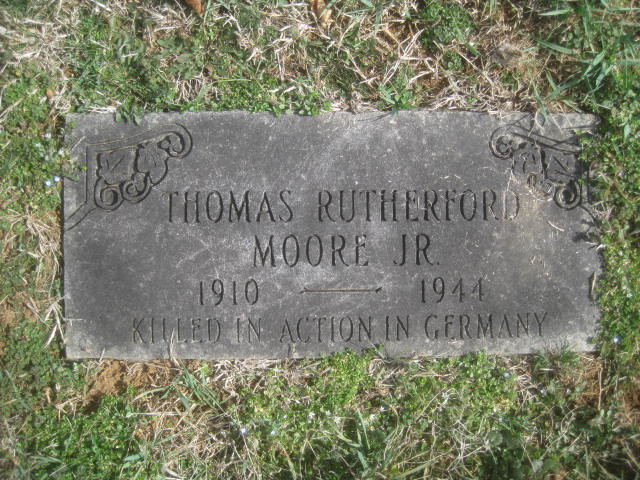 THOMAS RUTHERFORD
MOORE JR.
1910 — 1944
KILLED IN ACTION IN GERMANY